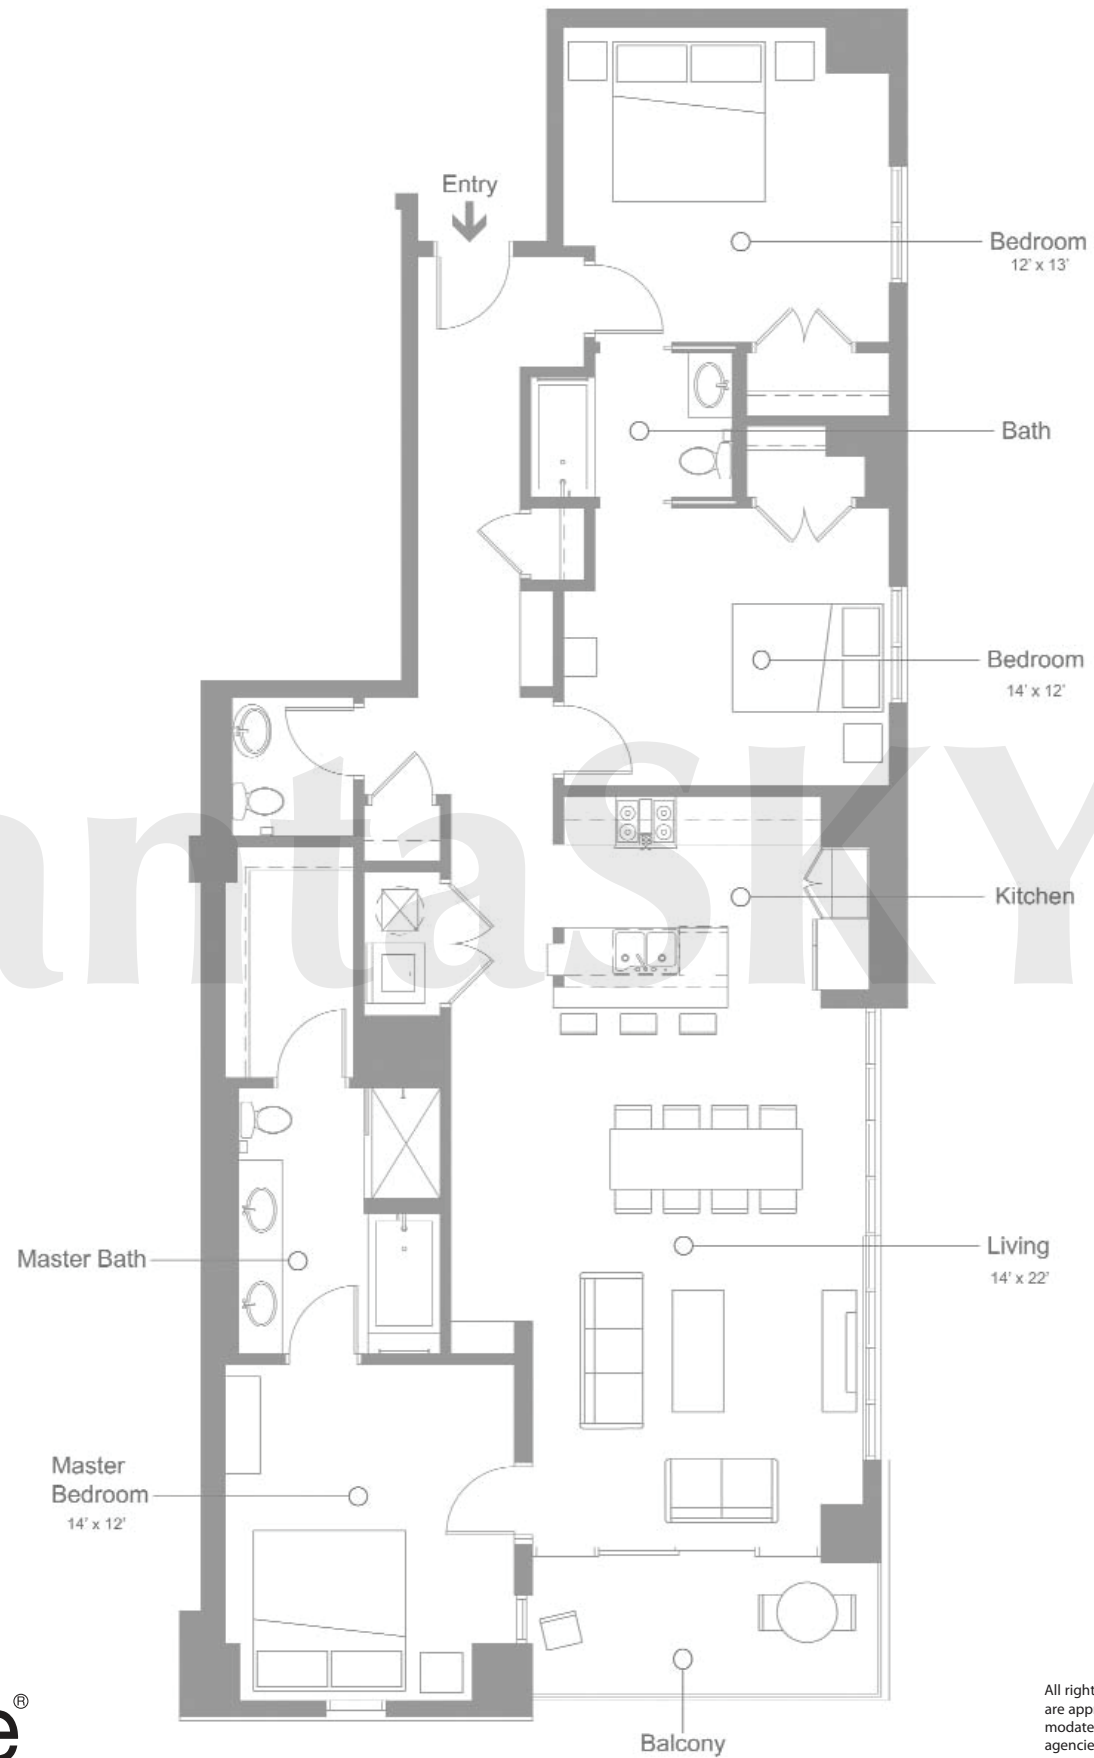 Entry
Bedroom
12' x 13'
Bath
Bedroom
14' x 12'
antaSKY
Kitchen
Master Bath
Living
14' x 22'
Master
Bedroom
14' x 12'
Balcony
e®
All right
are app
modate
agencie